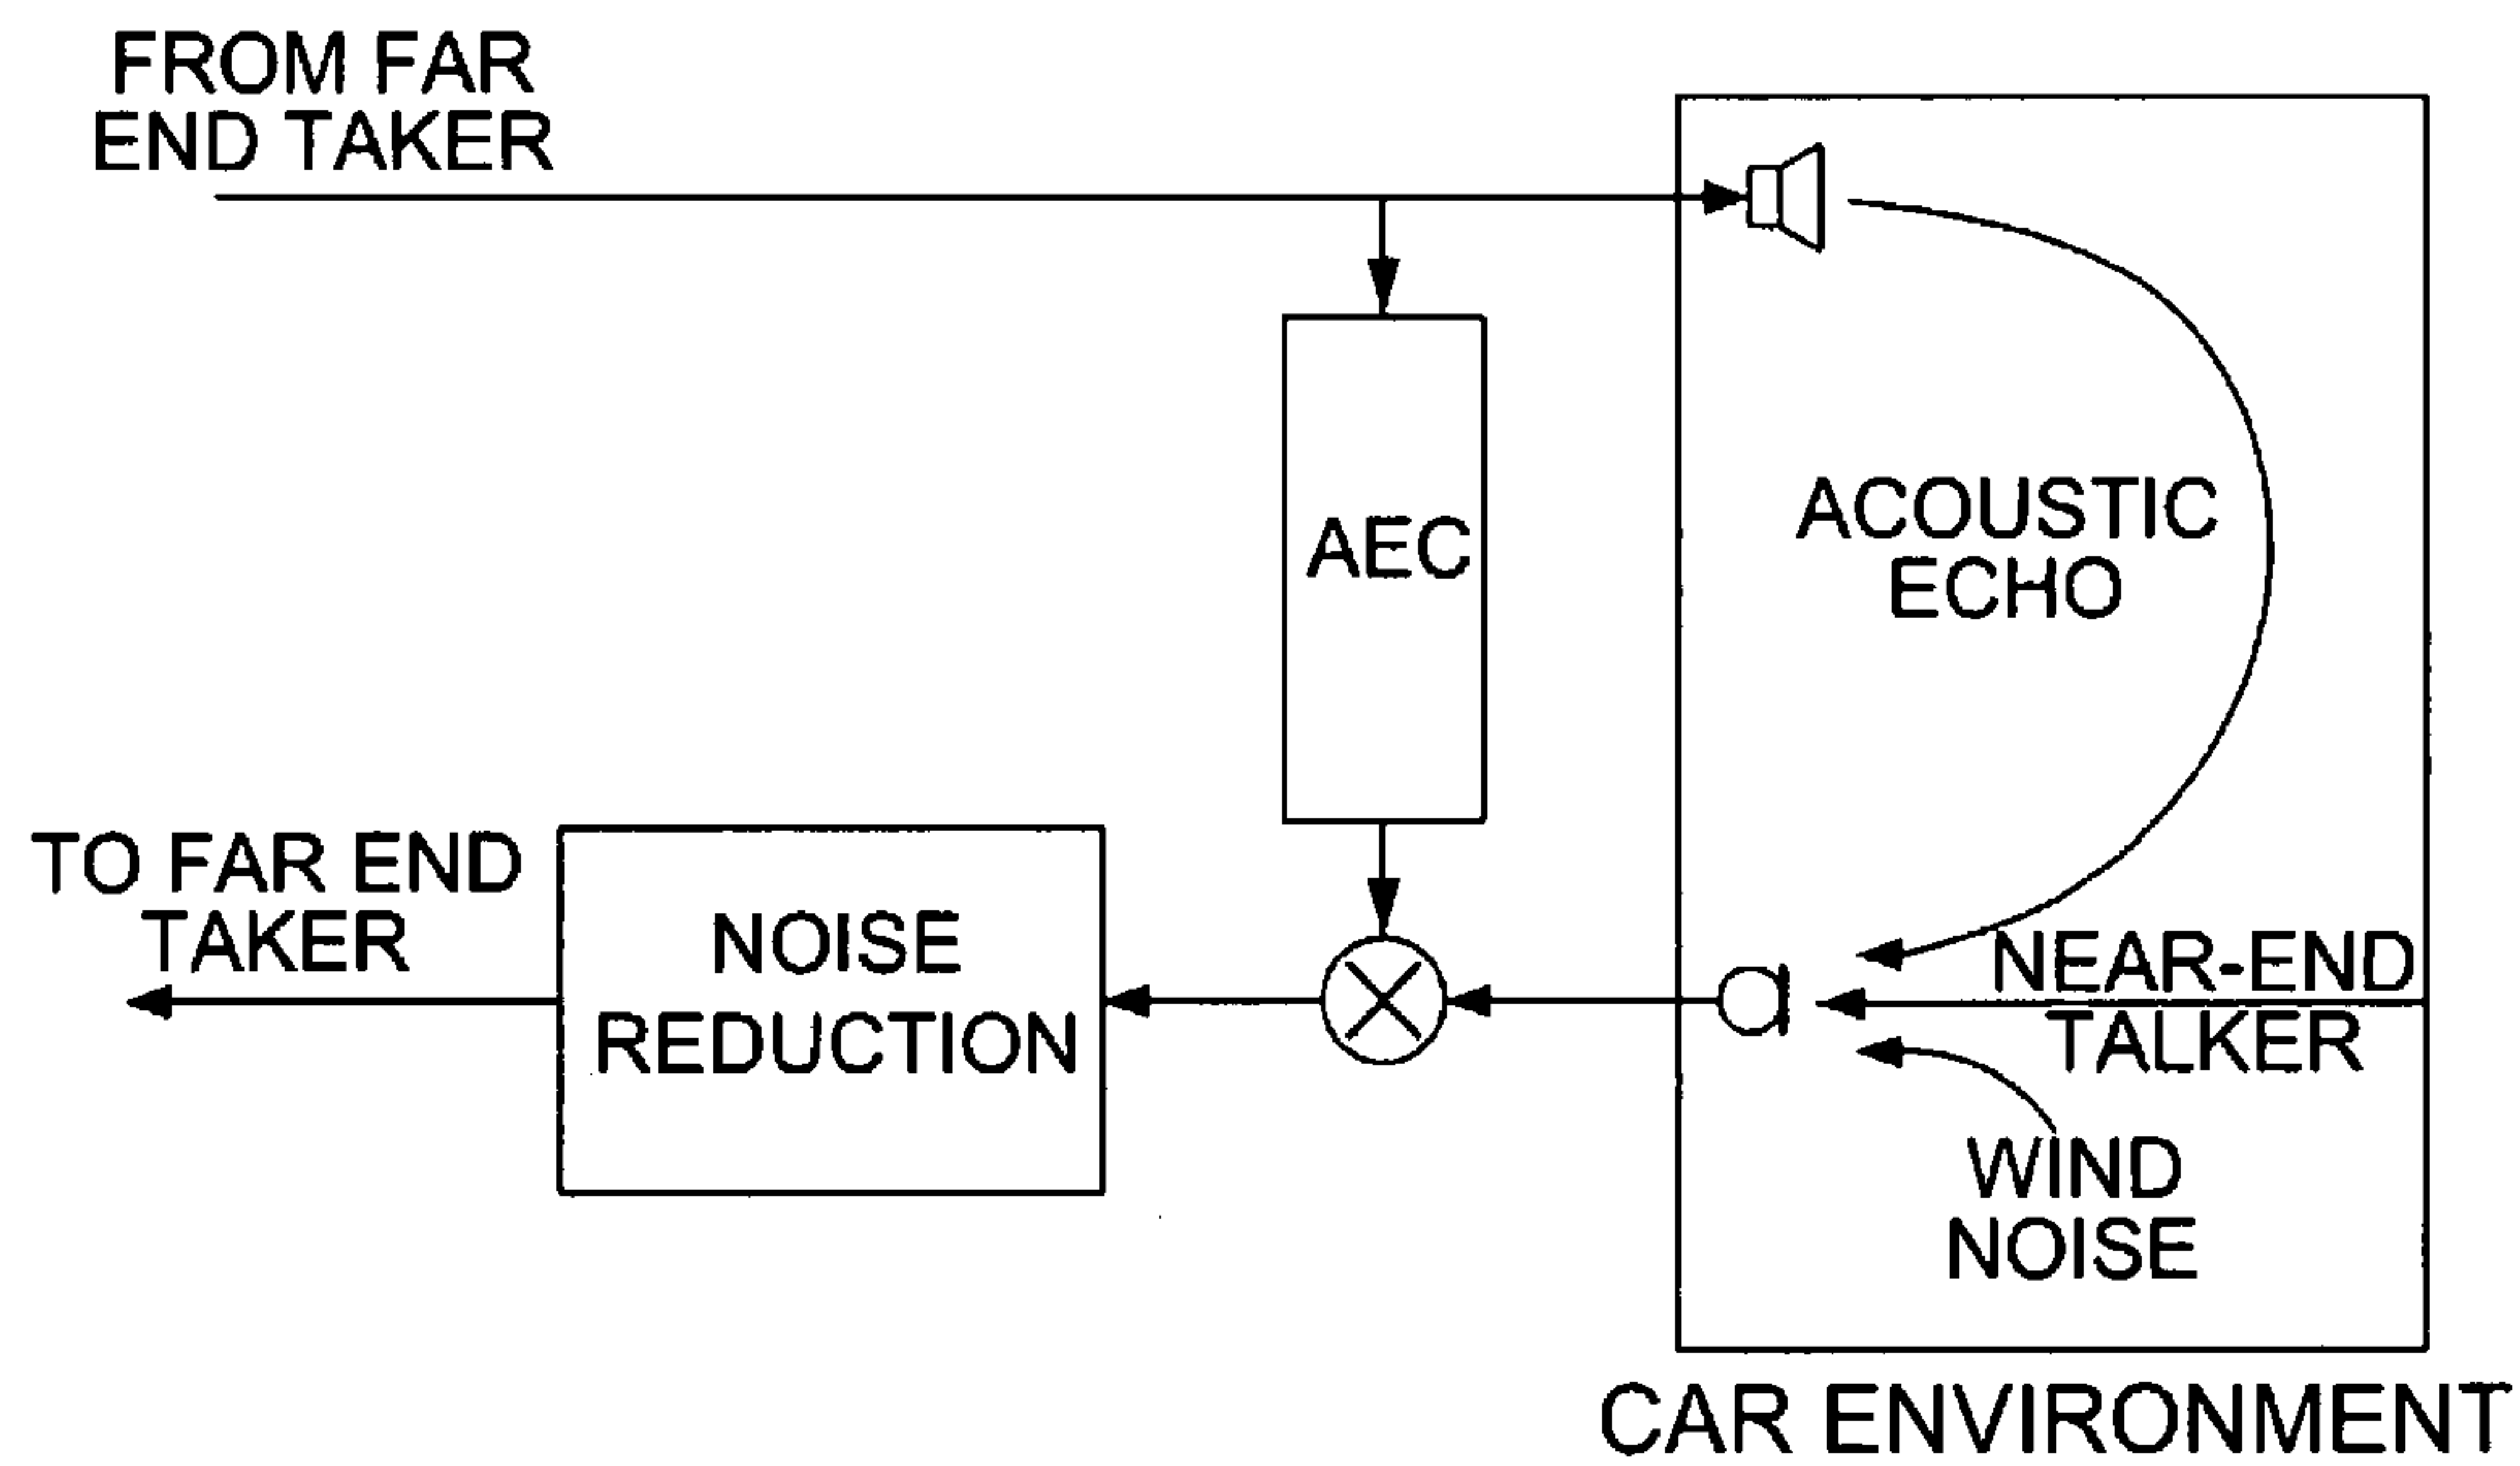 FROM FAR
END TAKER
AEC
ACOUSTIC
ECHO
TO FAR END
TAKER
NOISE
REDUCTION
NEAR-END
TALKER
WIND
NOISE
CAR ENVIRONMENT